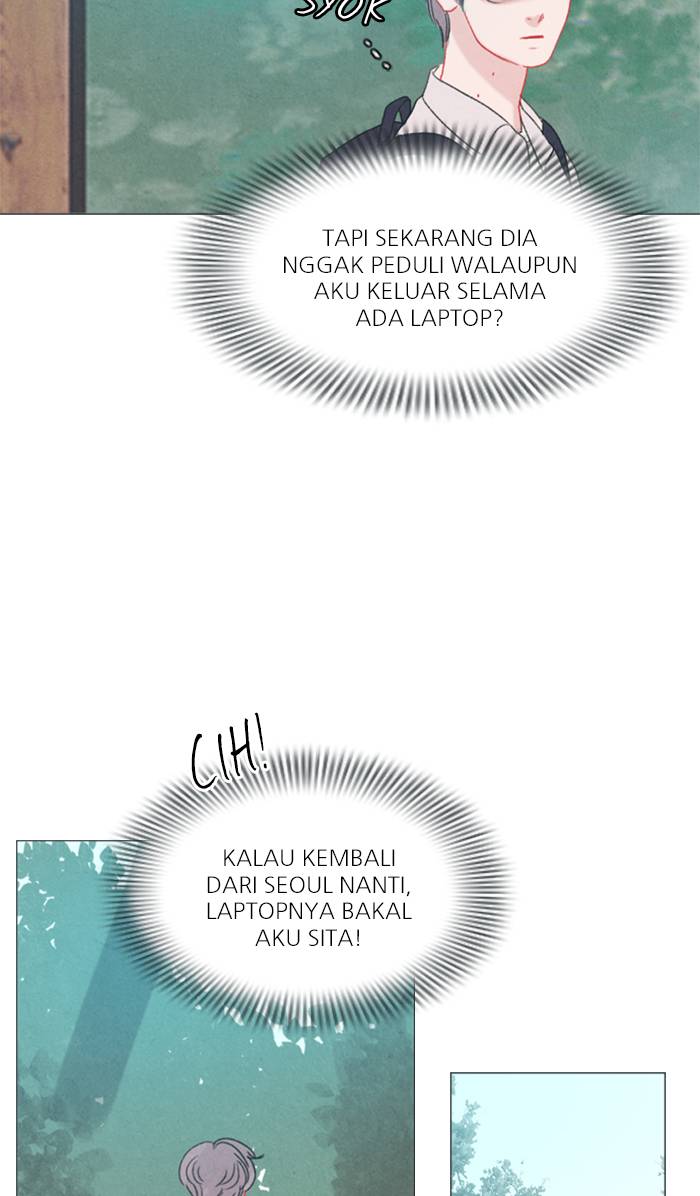 SYOK
TAPI SEKARANG DIA
NGGAK PEDULI WALAUPUN
AKU KELUAR SELAMA
ADA LAPTOP?
CIH!
KALAU KEMBALI
DARI SEOUL NANTI,
LAPTOPNYA BAKAL
AKU SITA!